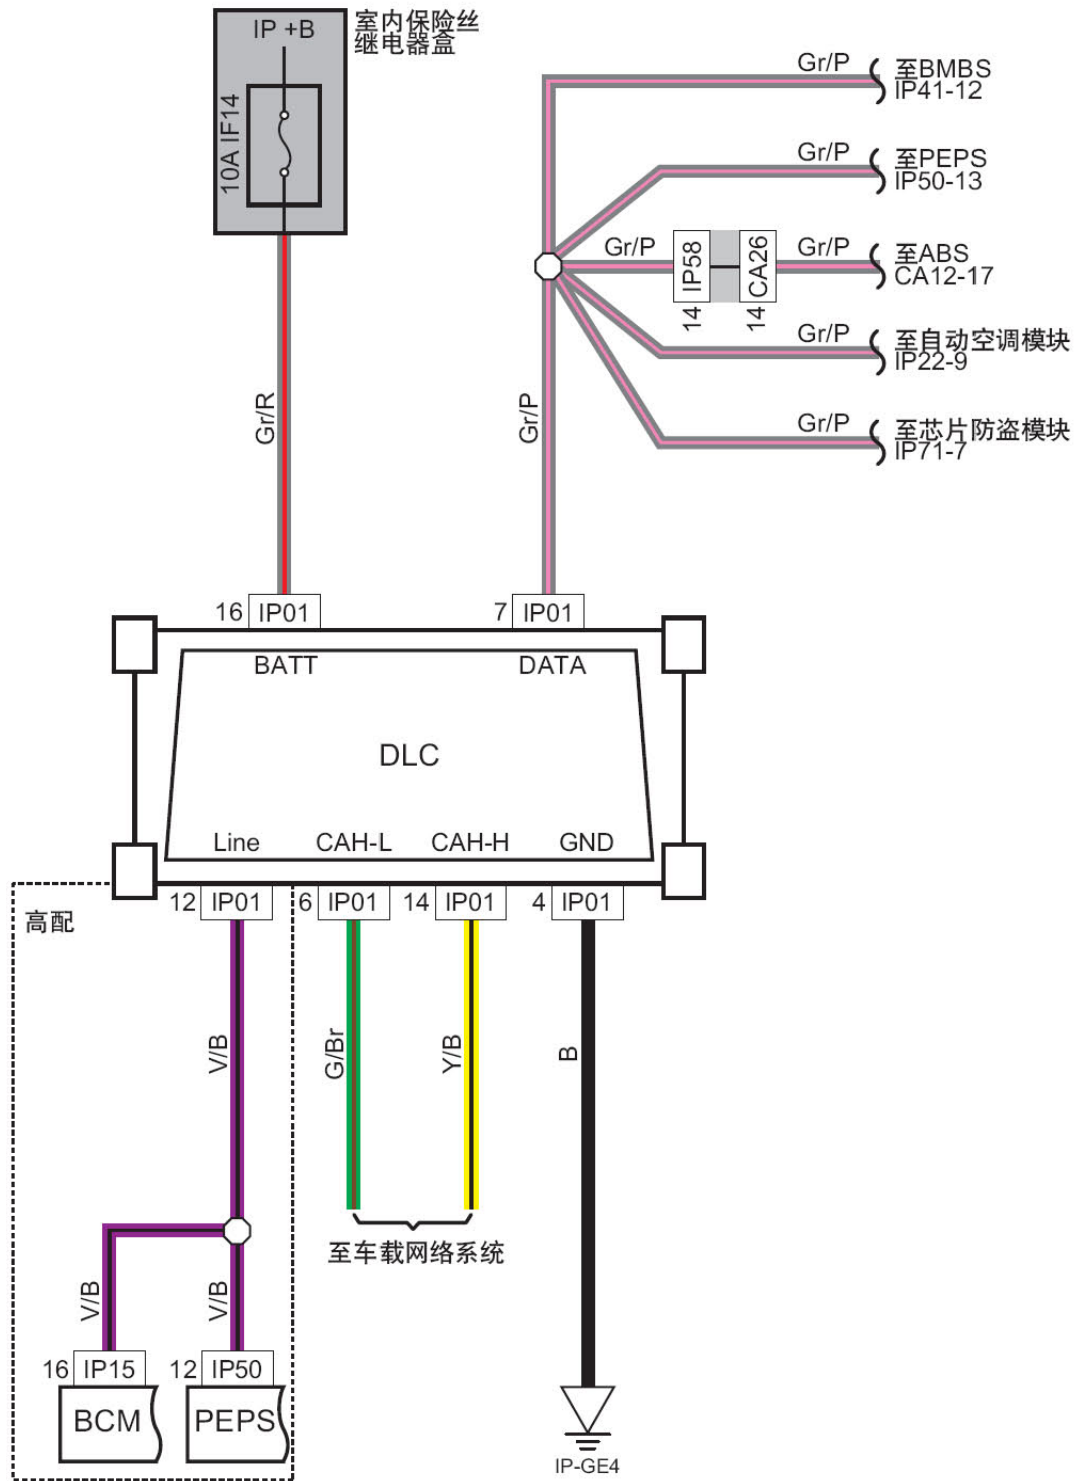 IP +B
室内保险丝
继电器盒
10A IF14
Gr/P
至BMBS
IP41-12
Gr/P
至PEPS
IP50-13
Gr/P
14 IP58
14 CA26
Gr/P
至ABS
CA12-17
Gr/P
至自动空调模块
IP22-9
Gr/P
至芯片防盗模块
IP71-7
Gr/R
Gr/P
16 IP01
7 IP01
BATT
DATA
DLC
Line
CAH-L
CAH-H
GND
12 IP01
6 IP01
14 IP01
4 IP01
高配
V/B
G/Br
Y/B
B
至车载网络系统
V/B
V/B
16 IP15
12 IP50
BCM
PEPS
IP-GE4